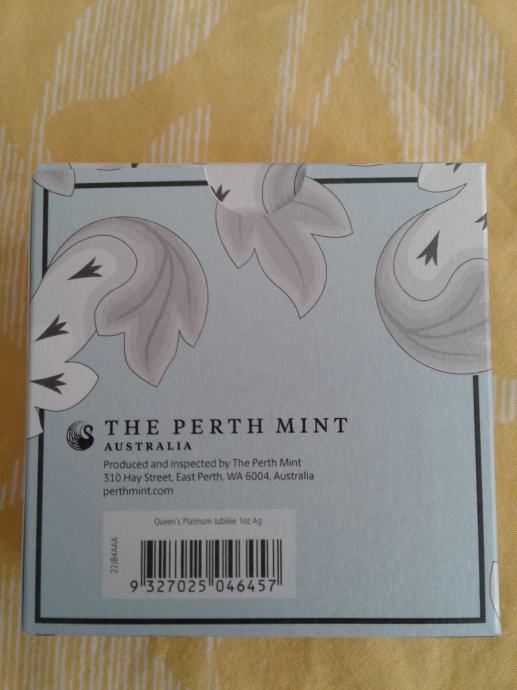 THE PERTH MINT
AUSTRALIA
Produced and inspected by The Perth Mint
310 Hay Street, East Perth, WA 6004, Australia
perthmint.com
Queen's Platinum Jubilee 1oz Ag
22J84AAA
9 327025 046457